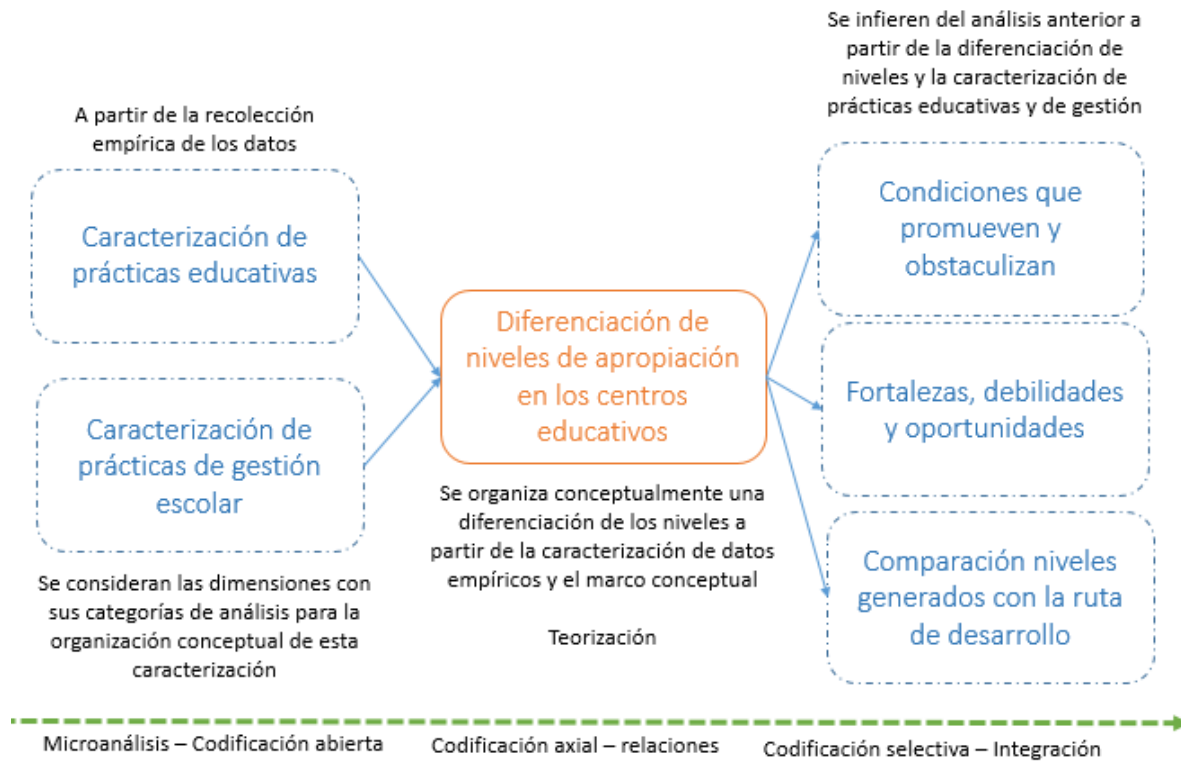 A partir de la recolección
empírica de los datos
Caracterización de
prácticas educativas
Caracterización de
prácticas de gestión
escolar
Se consideran las dimensiones con
sus categorías de análisis para la
organización conceptual de esta
caracterización
Diferenciación de
niveles de apropiación
en los centros
educativos
Se organiza conceptualmente una
diferenciación de los niveles a
partir de la caracterización de datos
empíricos y el marco conceptual
Teorización
Se infieren del análisis anterior a
partir de la diferenciación de
niveles y la caracterización de
prácticas educativas y de gestión
Condiciones que
promueven y
obstaculizan
Fortalezas, debilidades
y oportunidades
Comparación niveles
generados con la ruta
de desarrollo
Microanálisis – Codificación abierta
Codificación axial – relaciones
Codificación selectiva – Integración